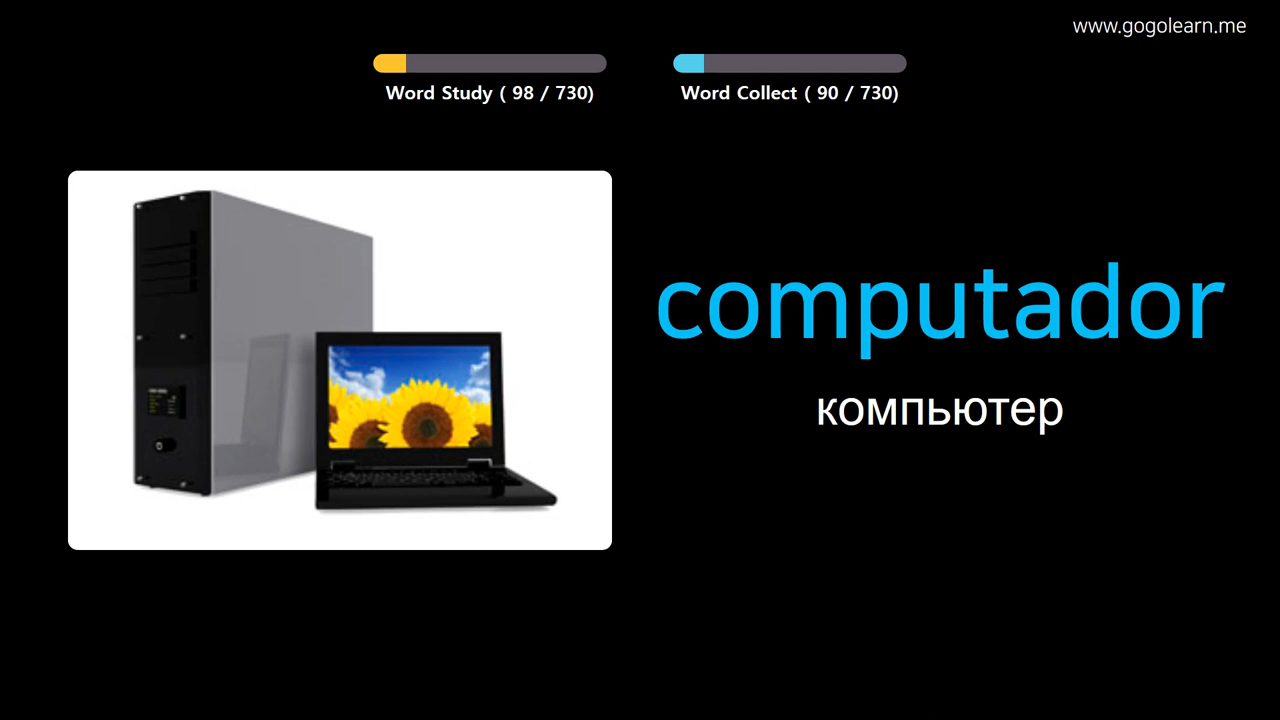 www.gogolearn.me
Word Study ( 98 / 730)
Word Collect ( 90 / 730)
computador
компьютер